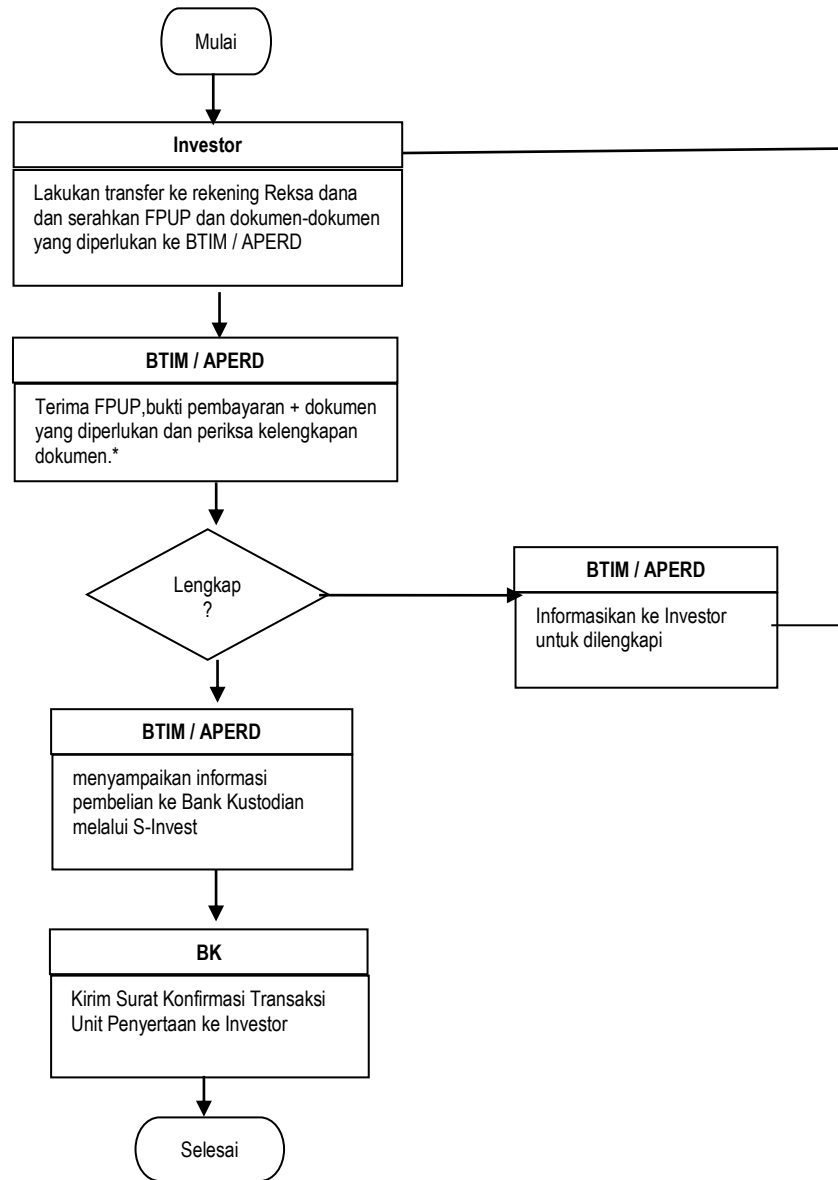 Mulai
Investor
Lakukan transfer ke rekening Reksa dana
dan serahkan FPUP dan dokumen-dokumen
yang diperlukan ke BTIM / APERD
BTIM / APERD
Terima FPUP,bukti pembayaran + dokumen
yang diperlukan dan periksa kelengkapan
dokumen.*
Lengkap
?
BTIM / APERD
Informasikan ke Investor
untuk dilengkapi
BTIM / APERD
menyampaikan informasi
pembelian ke Bank Kustodian
melalui S-Invest
BK
Kirim Surat Konfirmasi Transaksi
Unit Penyertaan ke Investor
Selesai